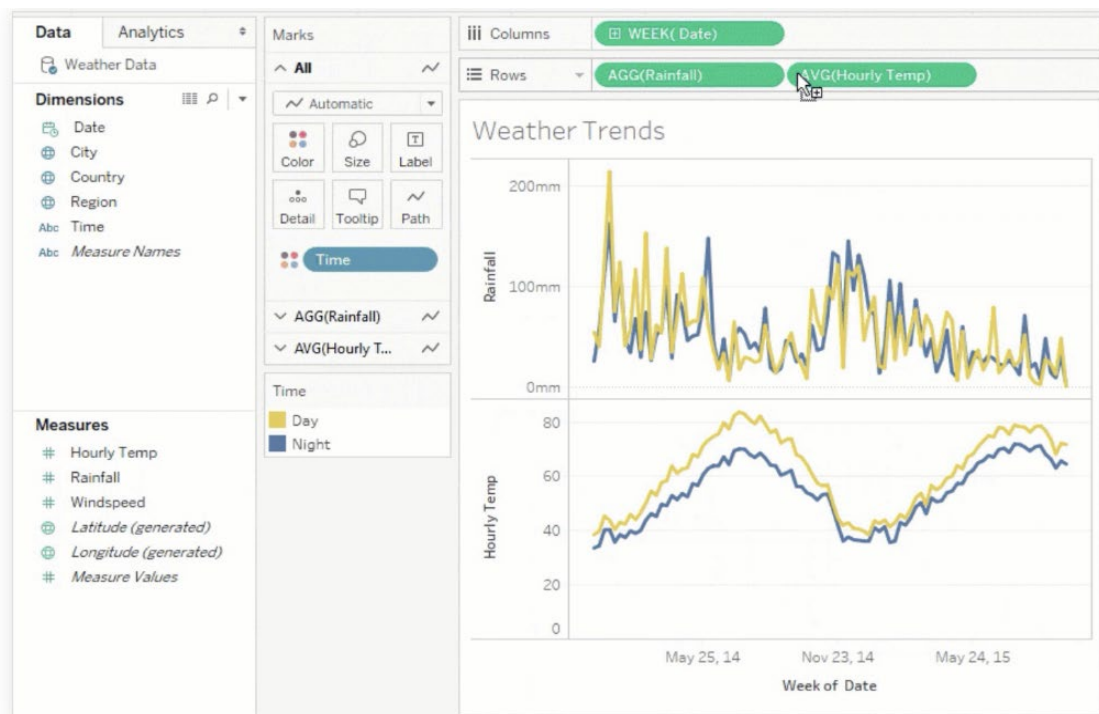 Data Analytics
Weather Data
Dimensions
Date
City
Country
Region
Abc Time
Abc Measure Names
Measures
# Hourly Temp
# Rainfall
# Windspeed
Latitude (generated)
Longitude (generated)
# Measure Values
Marks
All
Automatic
Color Size Label
Detail Tooltip Path
Time
AGG(Rainfall)
AVG(Hourly T...
Time
Day
Night
Columns WEEK( Date)
Rows AGG(Rainfall) AVG(Hourly Temp)
Weather Trends
Rainfall
200mm
100mm
0mm
Hourly Temp
80
60
40
20
0
May 25, 14 Nov 23, 14 May 24, 15
Week of Date